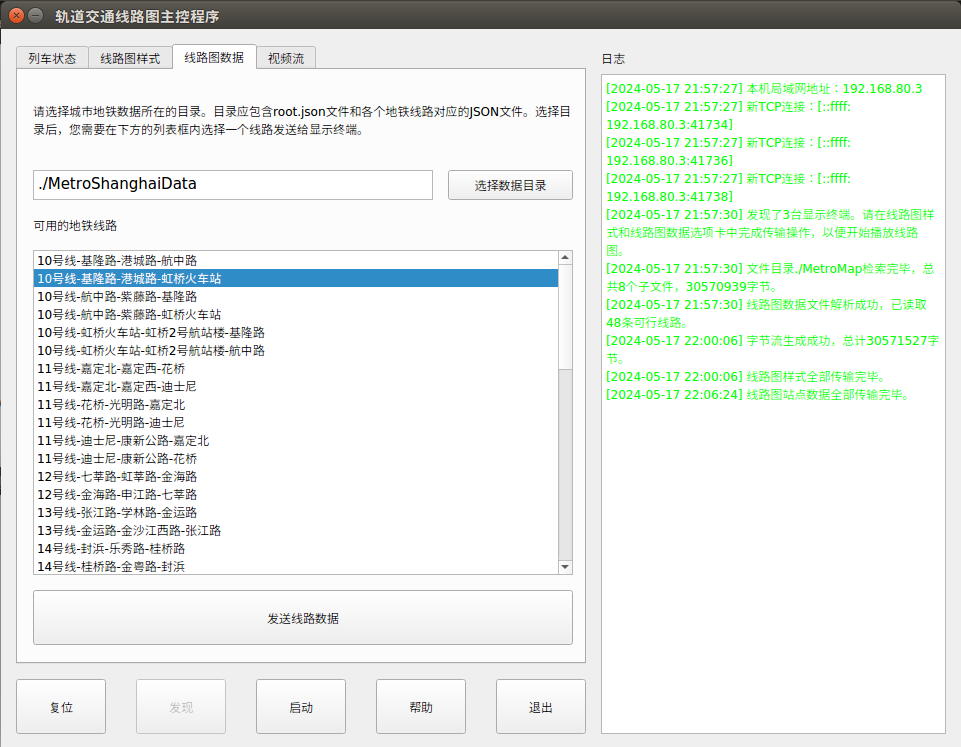 轨道交通线路图主控程序
列车状态
线路图样式
线路图数据
视频流
请选择城市地铁数据所在的目录。目录应包含root.json文件和各个地铁线路对应的JSON文件。选择目
录后，您需要在下方的列表框内选择一个线路发送给显示终端。
./MetroShanghaiData
选择数据目录
可用的地铁线路
10号线-基隆路-港城路-航中路
10号线-基隆路-港城路-虹桥火车站
10号线-航中路-紫藤路-基隆路
10号线-航中路-紫藤路-虹桥火车站
10号线-虹桥火车站-虹桥2号航站楼-基隆路
10号线-虹桥火车站-虹桥2号航站楼-航中路
11号线-嘉定北-嘉定西-花桥
11号线-嘉定北-嘉定西-迪士尼
11号线-花桥-光明路-嘉定北
11号线-花桥-光明路-迪士尼
11号线-迪士尼-康新公路-嘉定北
11号线-迪士尼-康新公路-花桥
12号线-七莘路-虹莘路-金海路
12号线-金海路-申江路-七莘路
13号线-张江路-学林路-金运路
13号线-金运路-金沙江西路-张江路
14号线-封浜-乐秀路-桂桥路
14号线-桂桥路-金粤路-封浜
发送线路数据
复位
发现
启动
帮助
退出
日志
[2024-05-17 21:57:27] 本机局域网地址：192.168.80.3
[2024-05-17 21:57:27] 新TCP连接：[::ffff:
192.168.80.3:41734]
[2024-05-17 21:57:27] 新TCP连接：[::ffff:
192.168.80.3:41736]
[2024-05-17 21:57:27] 新TCP连接：[::ffff:
192.168.80.3:41738]
[2024-05-17 21:57:30] 发现了3台显示终端。请在线路图样
式和线路图数据选项卡中完成传输操作，以便开始播放线路
图。
[2024-05-17 21:57:30] 文件目录./MetroMap检索完毕，总
共8个子文件，30570939字节。
[2024-05-17 21:57:30] 线路图数据文件解析成功，已读取
48条可行线路。
[2024-05-17 22:00:06] 字节流生成成功，总计30571527字
节。
[2024-05-17 22:00:06] 线路图样式全部传输完毕。
[2024-05-17 22:06:24] 线路图站点数据全部传输完毕。